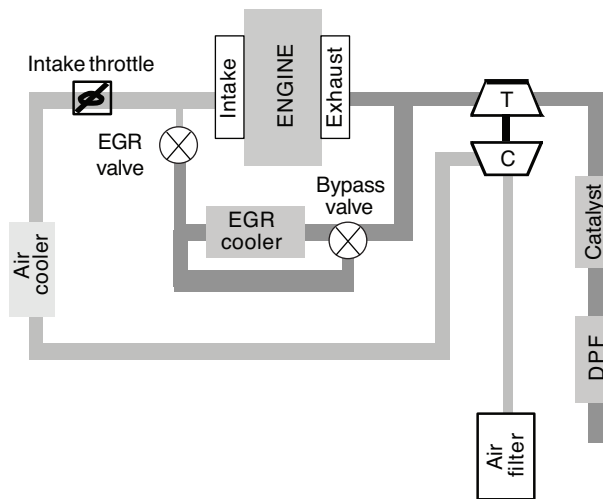 Intake throttle
Intake
ENGINE
Exhaust
T
C
EGR
valve
Bypass
valve
EGR
cooler
Catalyst
Air
cooler
DPF
Air
filter